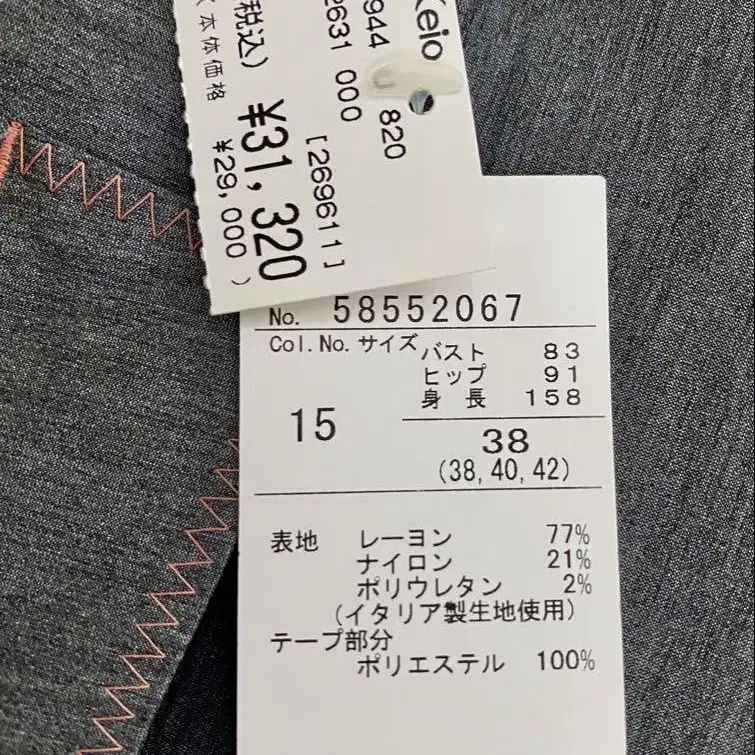 Keio
944 820
2631 000
[269611]
税込) ¥31,320
本体価格 ¥29,000 )
No. 58552067
Col.No. サイズ バスト 83
ヒップ 91
身長 158
15
38
(38,40,42)
表地 レーヨン 77%
ナイロン 21%
ポリウレタン 2%
(イタリア製生地使用)
テープ部分
ポリエステル 100%